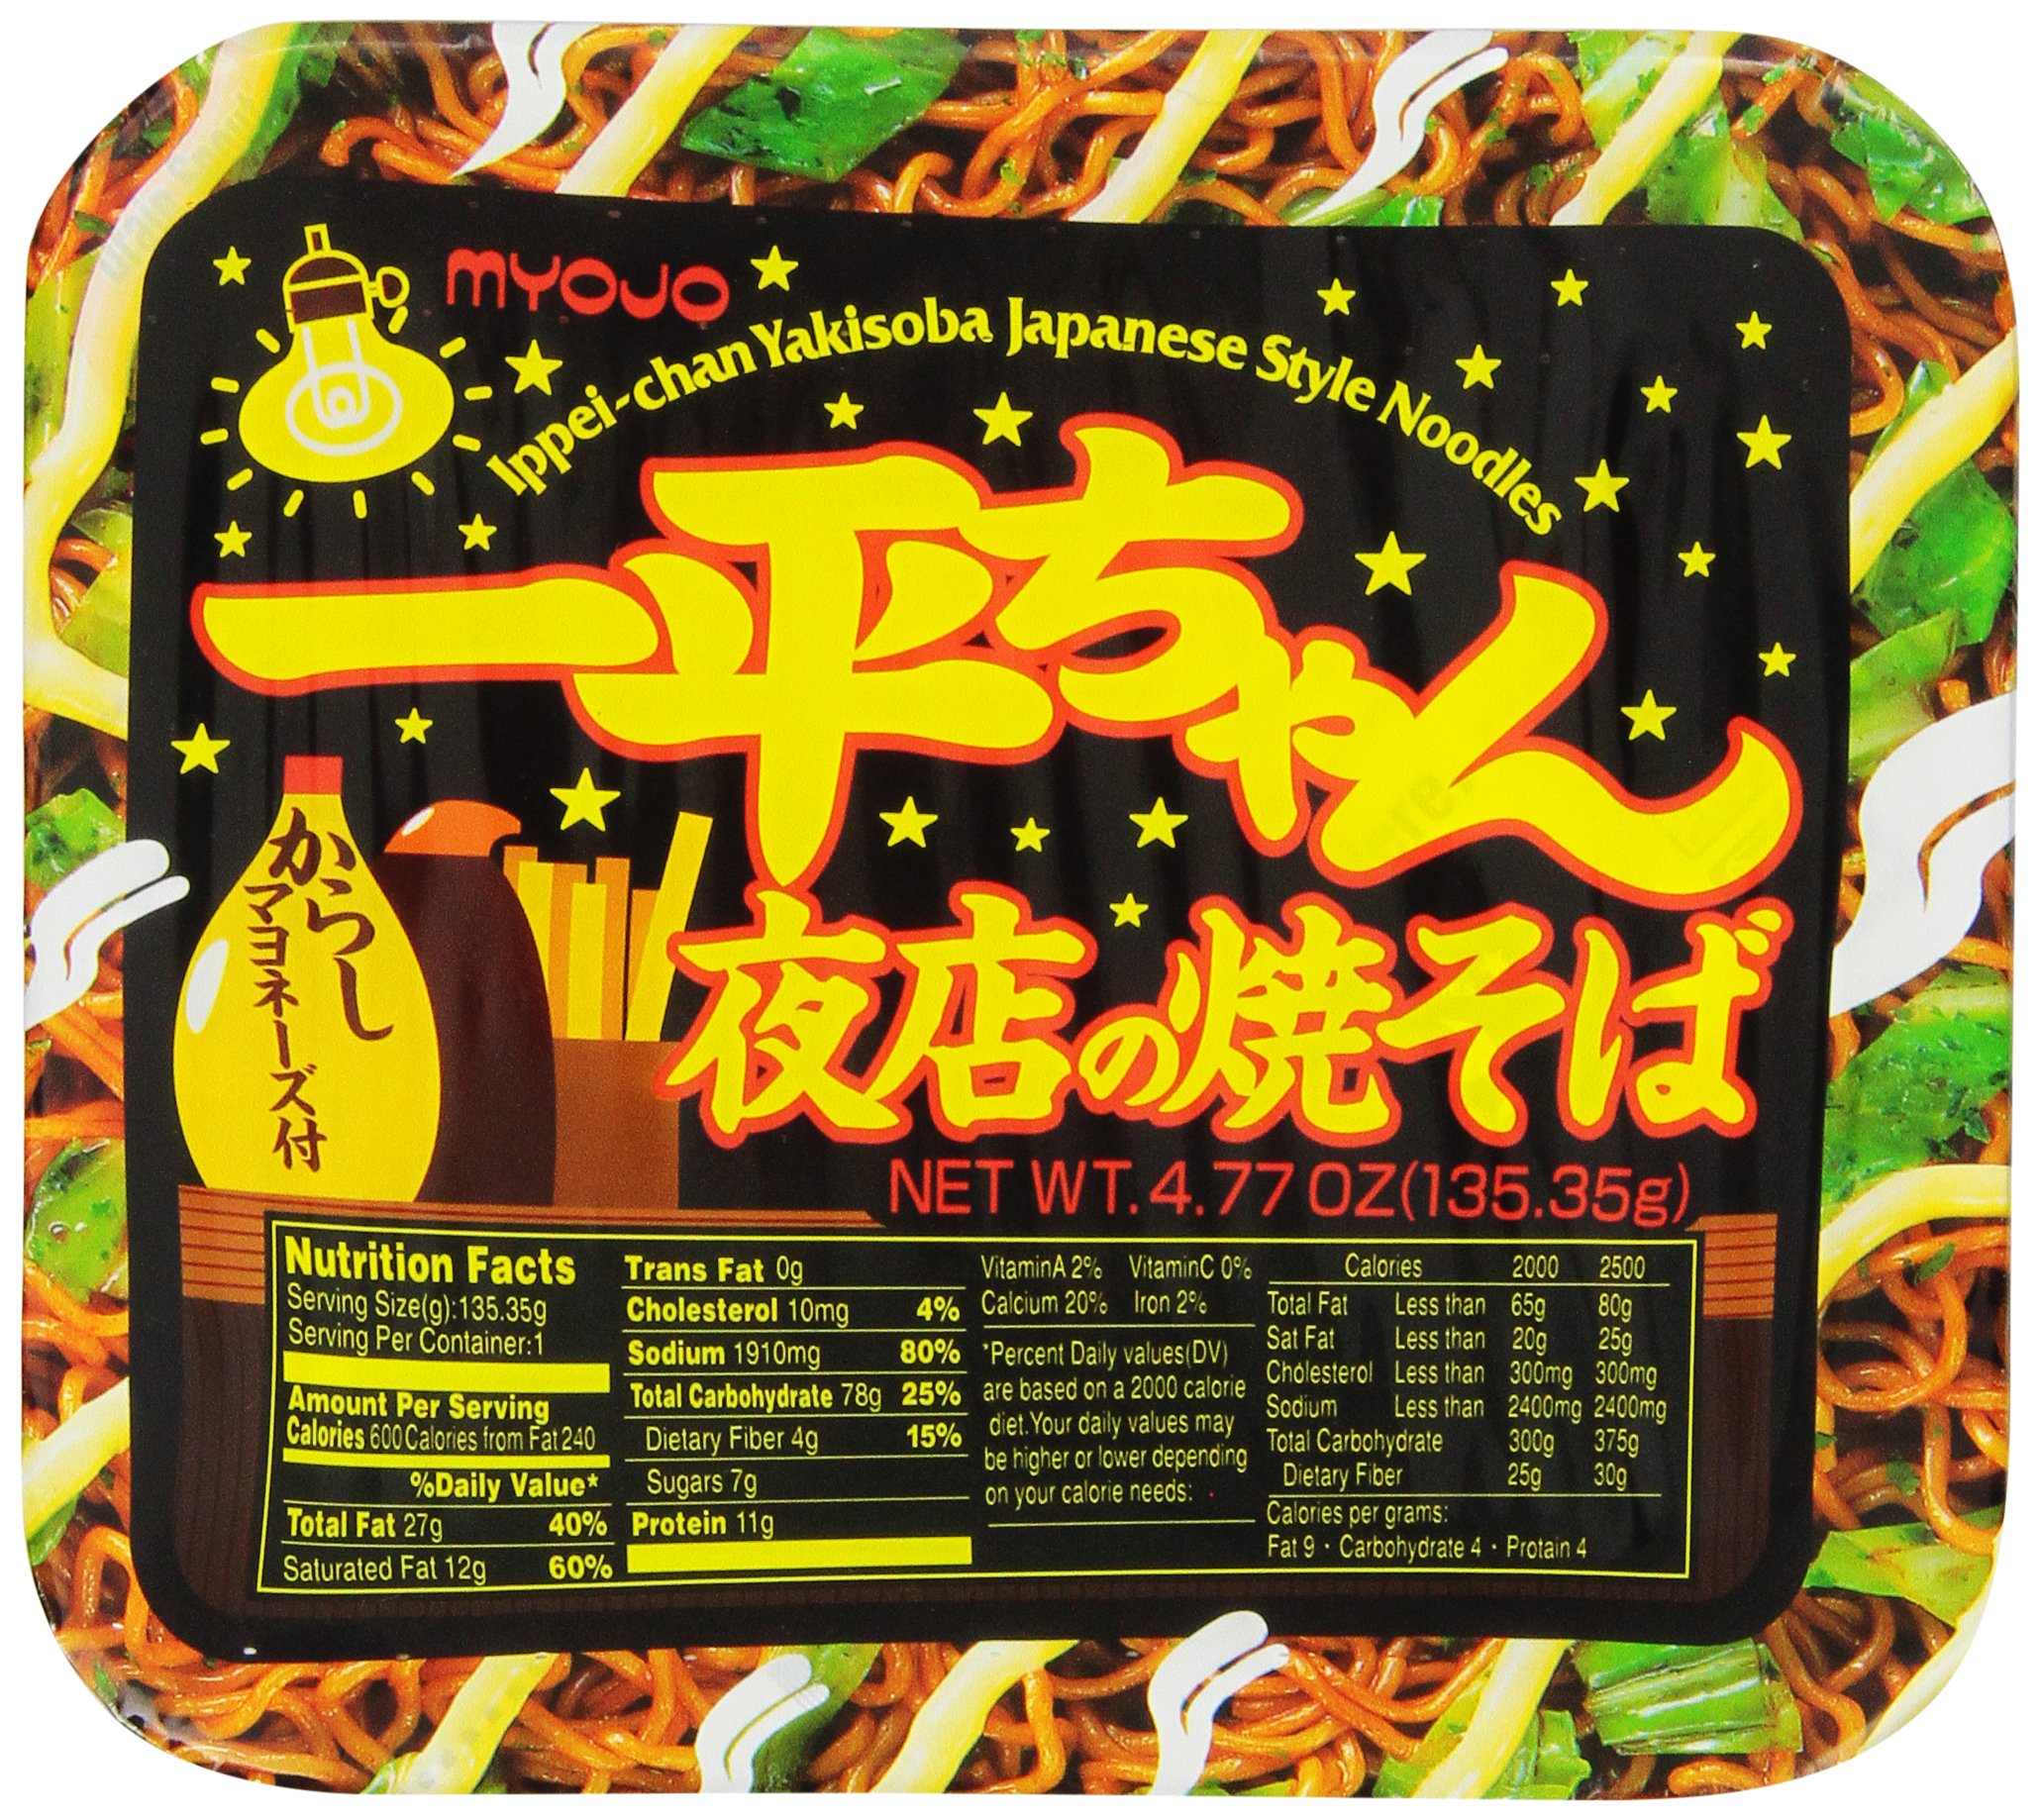 MYOJO
Ippei-chan Yakisoba Japanese Style Noodles
一平ちゃん
夜店の焼そば
からし
マヨネーズ付
NET WT. 4.77 OZ(135.35g)
Nutrition Facts
Serving Size(g):135.35g
Serving Per Container:1
Amount Per Serving
Calories 600 Calories from Fat 240
%Daily Value*
Total Fat 27g 40%
Saturated Fat 12g 60%
Trans Fat 0g
Cholesterol 10mg 4%
Sodium 1910mg 80%
Total Carbohydrate 78g 25%
Dietary Fiber 4g 15%
Sugars 7g
Protein 11g
VitaminA 2% VitaminC 0%
Calcium 20% Iron 2%
*Percent Daily values(DV)
are based on a 2000 calorie
diet.Your daily values may
be higher or lower depending
on your calorie needs:
Calories 2000 2500
Total Fat Less than 65g 80g
Sat Fat Less than 20g 25g
Cholesterol Less than 300mg 300mg
Sodium Less than 2400mg 2400mg
Total Carbohydrate 300g 375g
Dietary Fiber 25g 30g
Calories per grams:
Fat 9 · Carbohydrate 4 · Protein 4